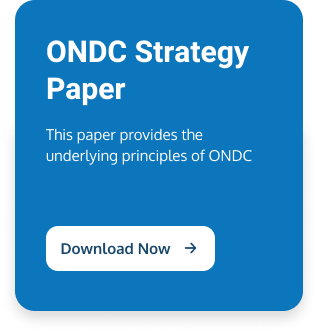 ONDC Strategy
Paper
This paper provides the
underlying principles of ONDC
Download Now →